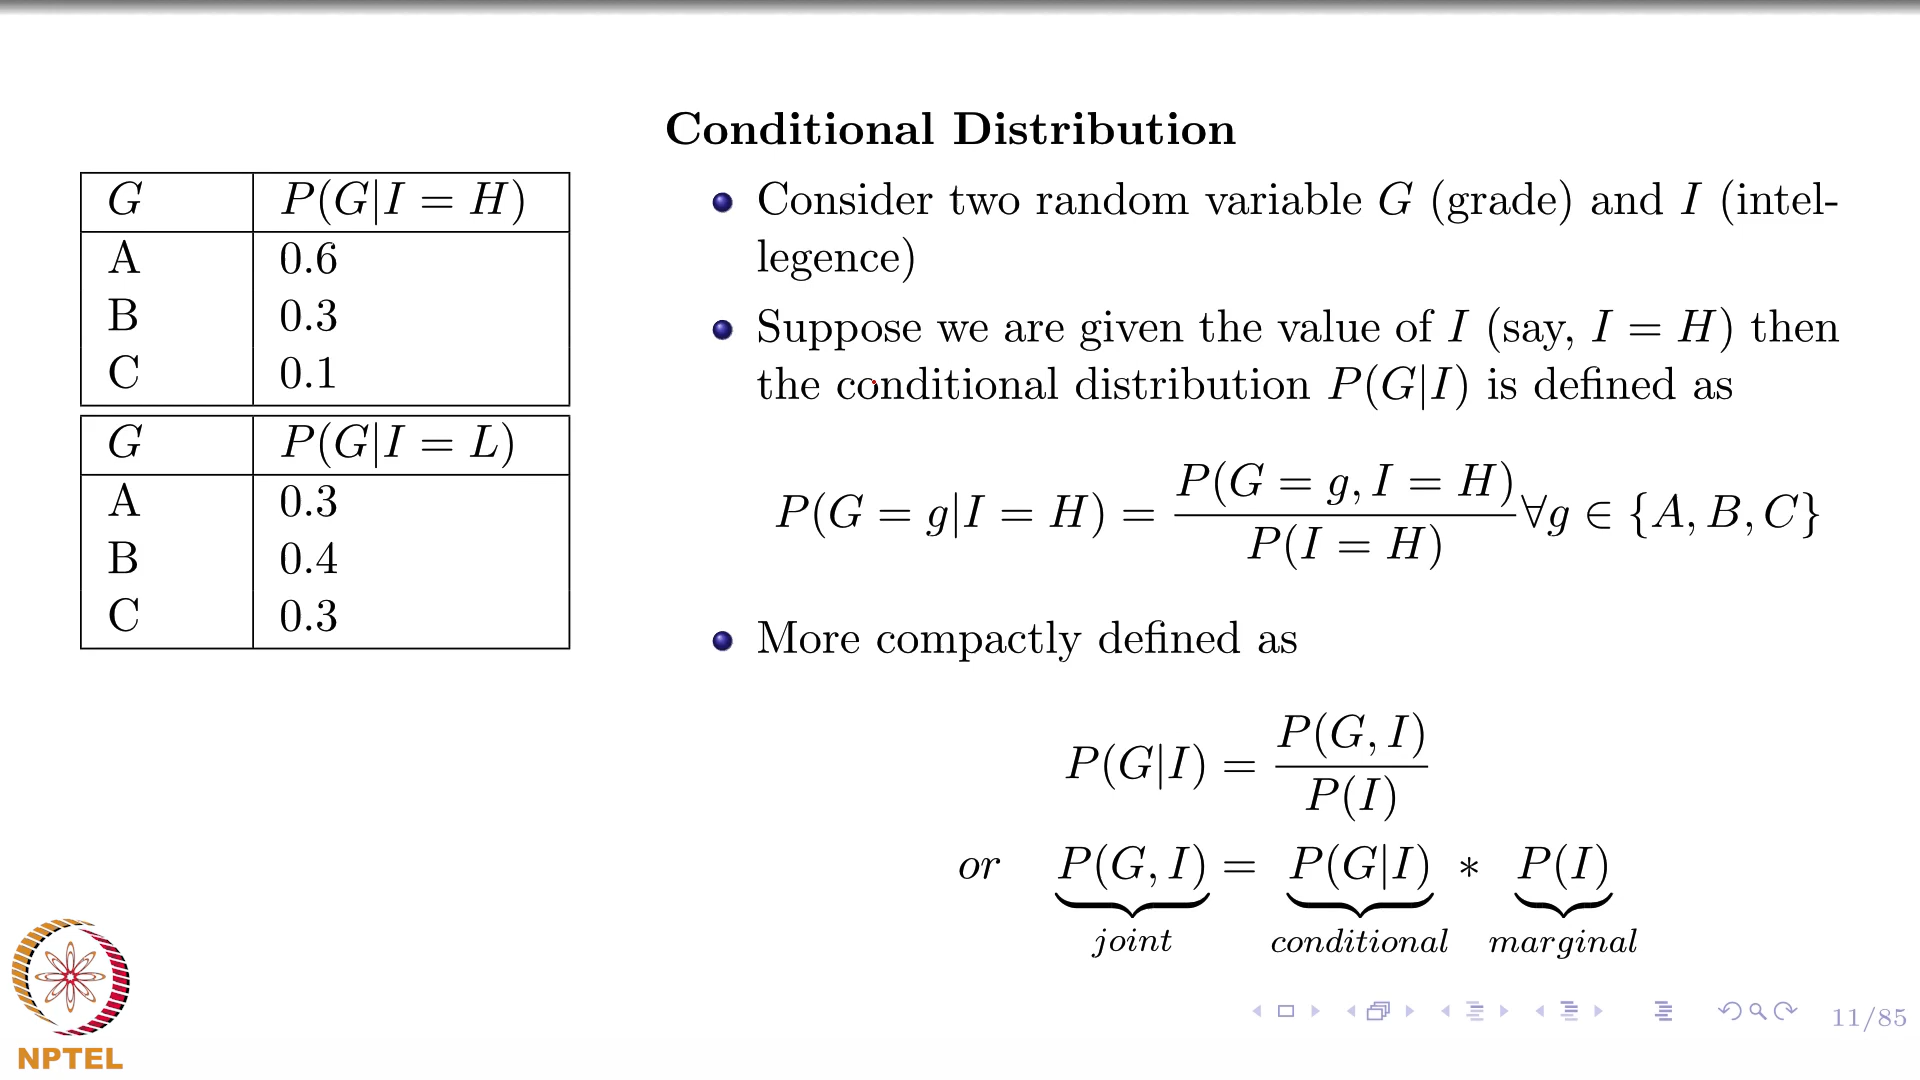 Conditional Distribution
G P(G|I = H)
A 0.6
B 0.3
C 0.1
G P(G|I = L)
A 0.3
B 0.4
C 0.3
Consider two random variable G (grade) and I (intel-
legence)
Suppose we are given the value of I (say, I = H) then
the conditional distribution P(G|I) is defined as
P(G = g|I = H) = P(G = g, I = H) / P(I = H) ∀g ∈ {A, B, C}
More compactly defined as
P(G|I) = P(G, I) / P(I)
or P(G, I) = P(G|I) ∗ P(I)
joint conditional marginal
NPTEL
11/85